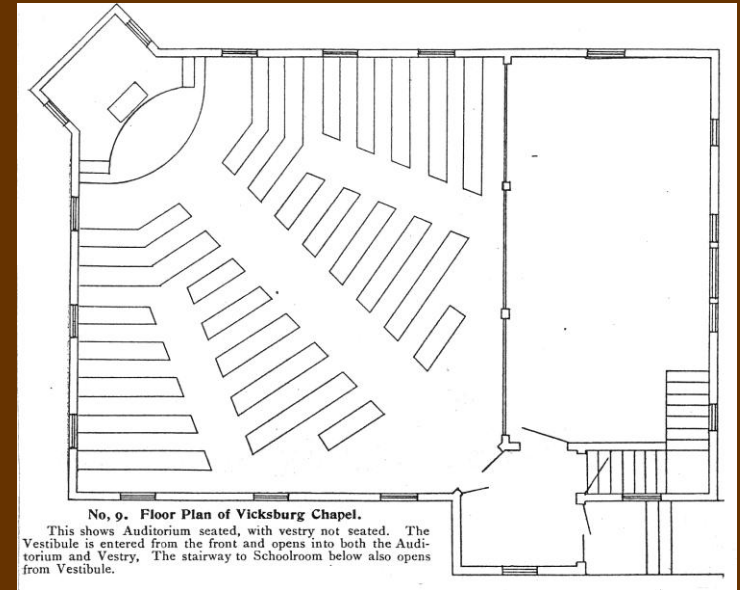 No, 9. Floor Plan of Vicksburg Chapel.
This shows Auditorium seated, with vestry not seated. The
Vestibule is entered from the front and opens into both the Audi-
torium and Vestry, The stairway to Schoolroom below also opens
from Vestibule.